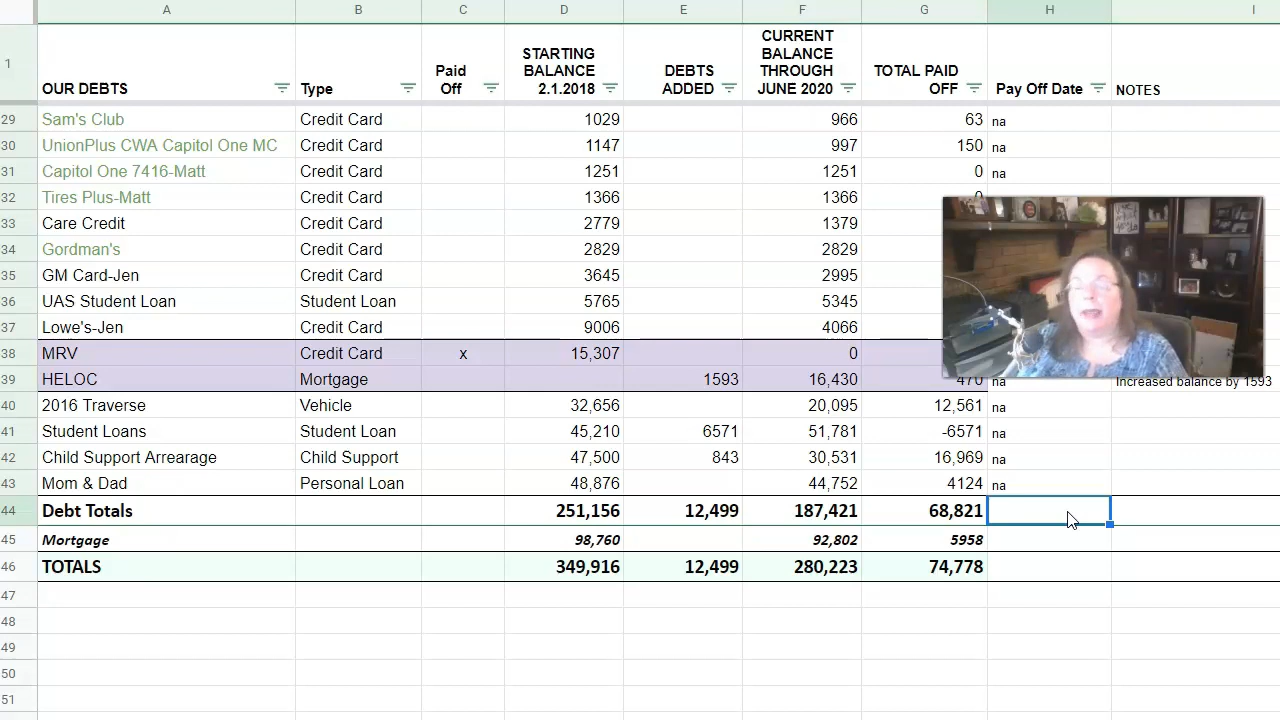 A B C D E F G H I
1 OUR DEBTS Type Paid Off STARTING BALANCE 2.1.2018 DEBTS ADDED CURRENT BALANCE THROUGH JUNE 2020 TOTAL PAID OFF Pay Off Date NOTES
29 Sam's Club Credit Card 1029 966 63 na
30 UnionPlus CWA Capitol One MC Credit Card 1147 997 150 na
31 Capitol One 7416-Matt Credit Card 1251 1251 0 na
32 Tires Plus-Matt Credit Card 1366 1366 0
33 Care Credit Credit Card 2779 1379
34 Gordman's Credit Card 2829 2829
35 GM Card-Jen Credit Card 3645 2995
36 UAS Student Loan Student Loan 5765 5345
37 Lowe's-Jen Credit Card 9006 4066
38 MRV Credit Card x 15,307 0
39 HELOC Mortgage 1593 16,430 470 na Increased balance by 1593
40 2016 Traverse Vehicle 32,656 20,095 12,561 na
41 Student Loans Student Loan 45,210 6571 51,781 -6571 na
42 Child Support Arrearage Child Support 47,500 843 30,531 16,969 na
43 Mom & Dad Personal Loan 48,876 44,752 4124 na
44 Debt Totals 251,156 12,499 187,421 68,821
45 Mortgage 98,760 92,802 5958
46 TOTALS 349,916 12,499 280,223 74,778
47
48
49
50
51